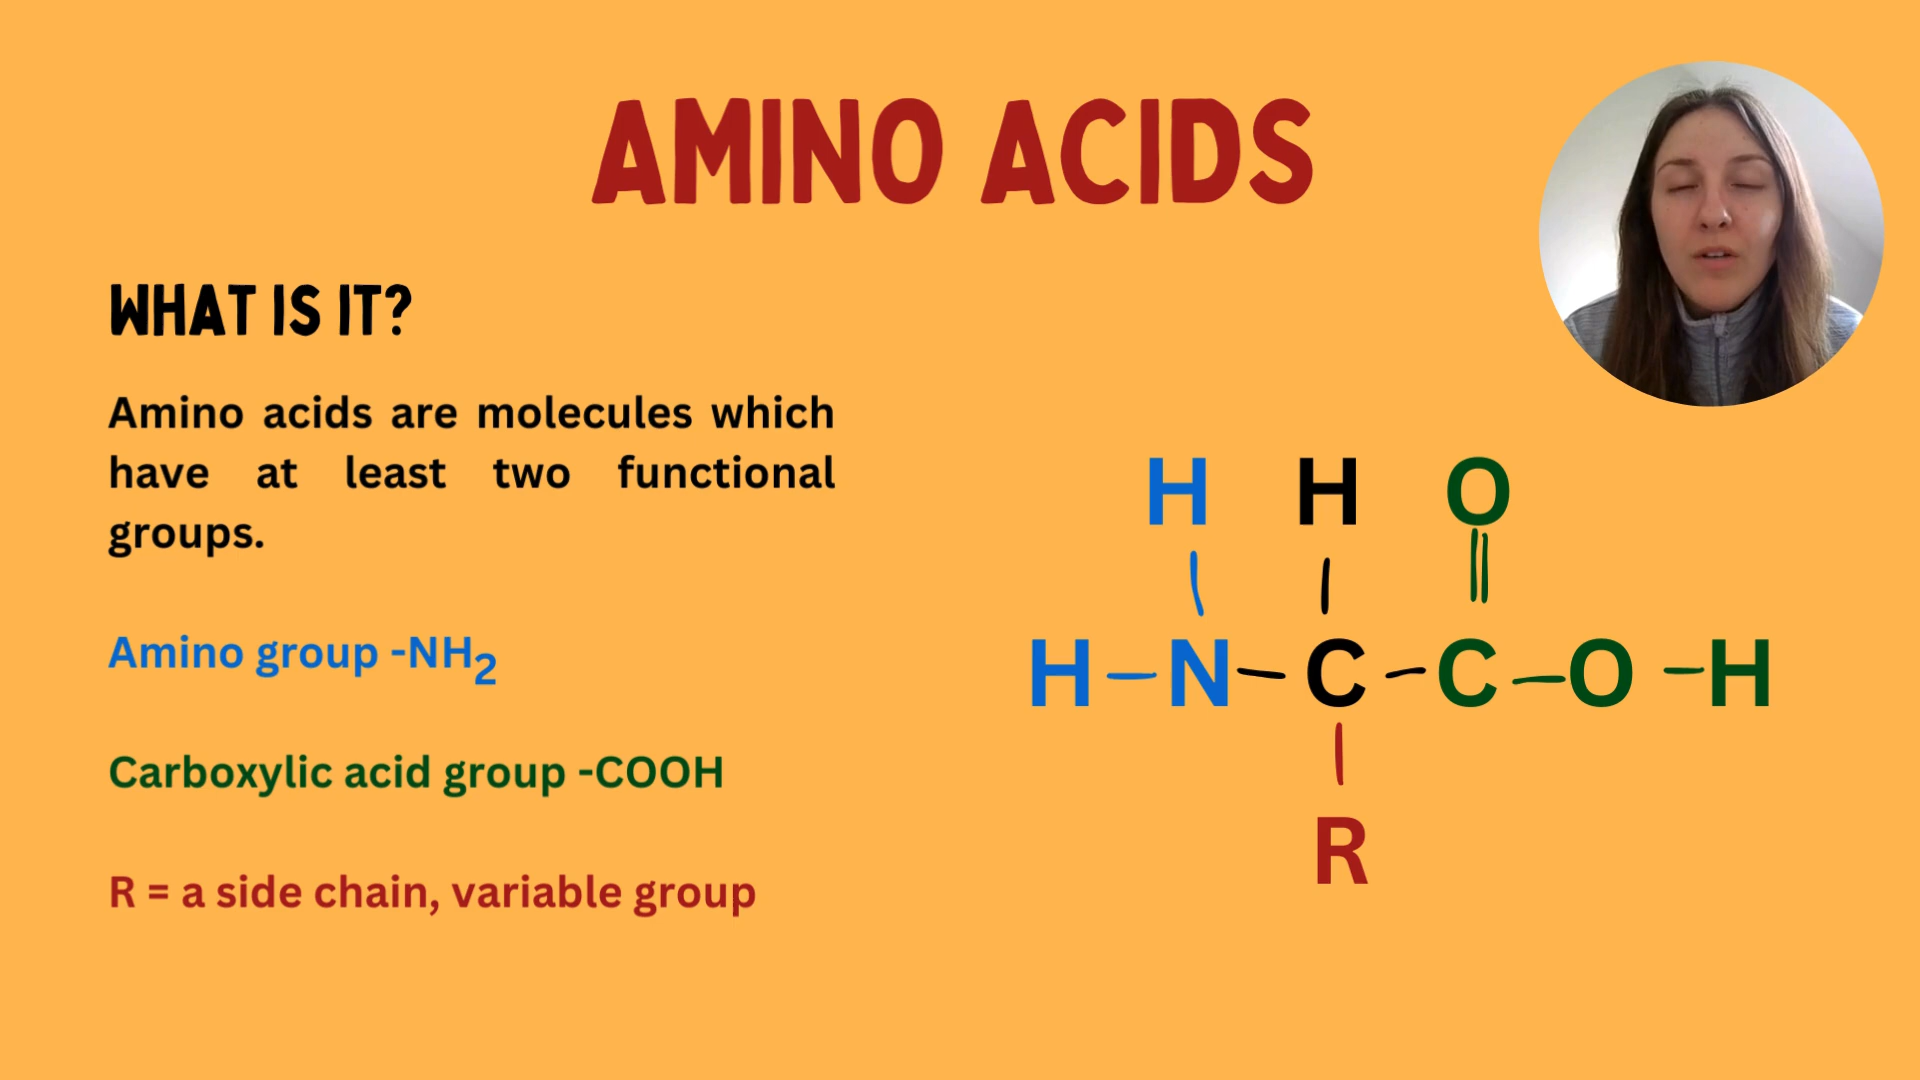 AMINO ACIDS
WHAT IS IT?
Amino acids are molecules which
have at least two functional
groups.
Amino group -NH₂
Carboxylic acid group -COOH
R = a side chain, variable group
H H O
H N C C O H
R